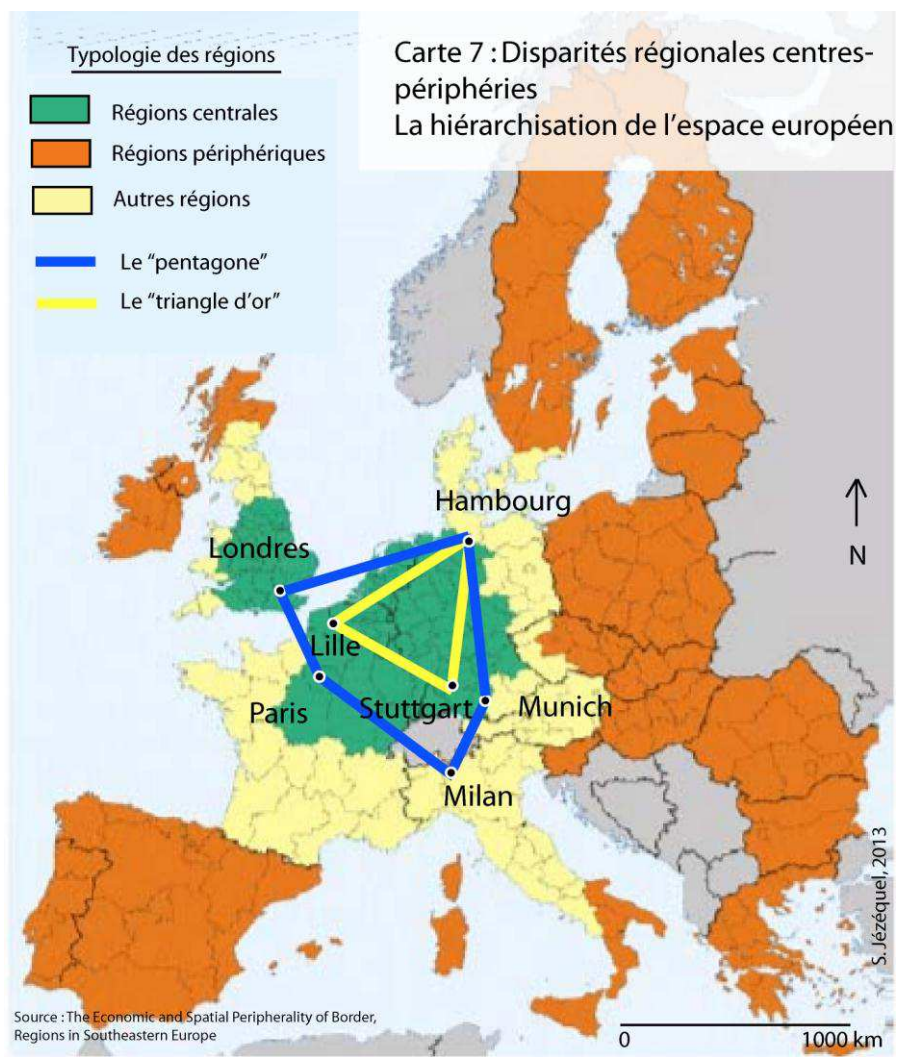 Typologie des régions
Régions centrales
Régions périphériques
Autres régions
Le “pentagone”
Le “triangle d’or”
Carte 7 : Disparités régionales centres-
périphéries
La hiérarchisation de l’espace européen
Hambourg
Londres
N
Lille
Paris
Stuttgart
Munich
Milan
S. Jézéquel, 2013
Source : The Economic and Spatial Peripherality of Border,
Regions in Southeastern Europe
0
1000 km